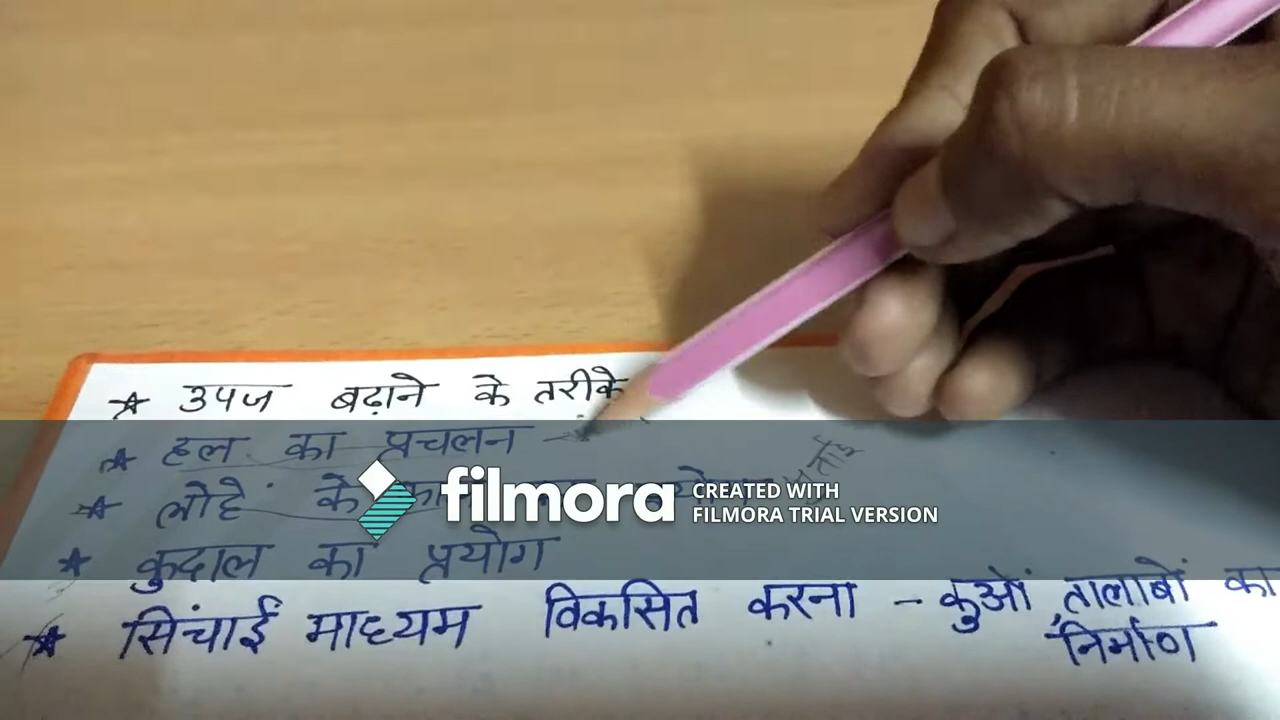 ★ उपज बढ़ाने के तरीके
★ हल का प्रचलन -
★ लोहें के
★ कुदाल का प्रयोग
★ सिंचाई माध्यम विकसित करना - कुओं, तालाबों का
निर्माण
filmora
CREATED WITH
FILMORA TRIAL VERSION